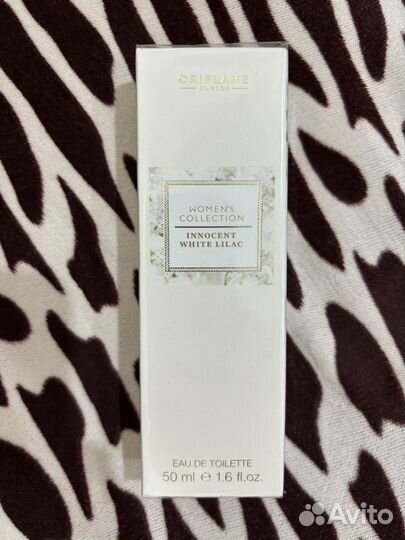 ORIFLAME
SWEDEN
WOMEN'S
COLLECTION
INNOCENT
WHITE LILAC
EAU DE TOILETTE
50 ml ℮ 1.6 fl.oz.
Avito